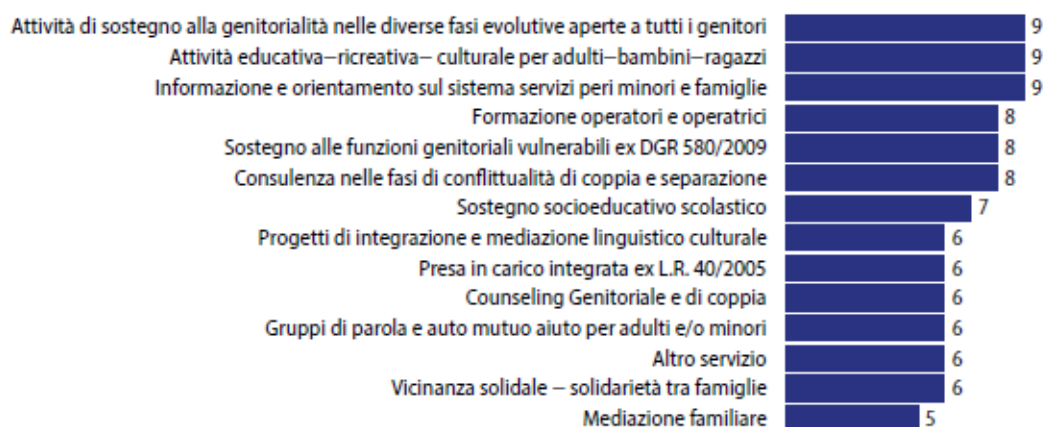 Attività di sostegno alla genitorialità nelle diverse fasi evolutive aperte a tutti i genitori 9
Attività educativa–ricreativa– culturale per adulti–bambini–ragazzi 9
Informazione e orientamento sul sistema servizi peri minori e famiglie 9
Formazione operatori e operatrici 8
Sostegno alle funzioni genitoriali vulnerabili ex DGR 580/2009 8
Consulenza nelle fasi di conflittualità di coppia e separazione 8
Sostegno socioeducativo scolastico 7
Progetti di integrazione e mediazione linguistico culturale 6
Presa in carico integrata ex L.R. 40/2005 6
Counseling Genitoriale e di coppia 6
Gruppi di parola e auto mutuo aiuto per adulti e/o minori 6
Altro servizio 6
Vicinanza solidale – solidarietà tra famiglie 6
Mediazione familiare 5